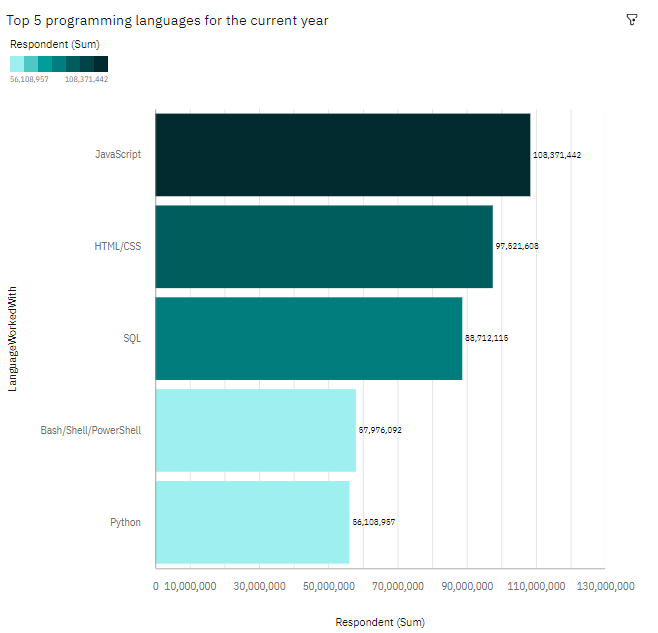 Top 5 programming languages for the current year
Respondent (Sum)
56,108,957 108,371,442
JavaScript
108,371,442
HTML/CSS
97,521,608
SQL
88,712,115
Bash/Shell/PowerShell
57,976,092
Python
56,108,957
LanguageWorkedWith
0 10,000,000 30,000,000 50,000,000 70,000,000 90,000,000 110,000,000 130,000,000
Respondent (Sum)